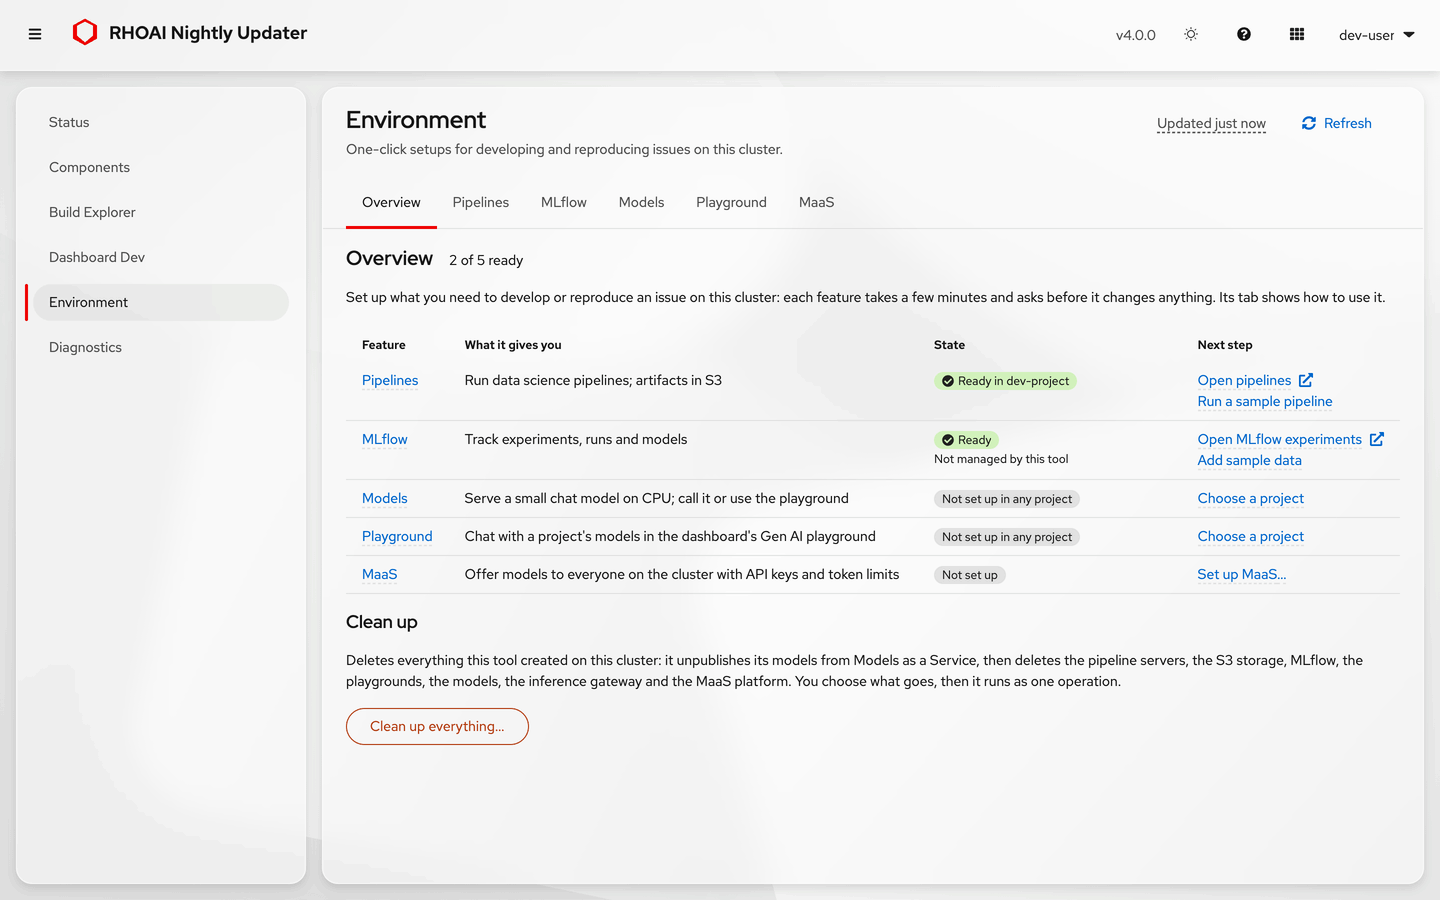 RHOAI Nightly Updater
v4.0.0
dev-user
Status
Components
Build Explorer
Dashboard Dev
Environment
Diagnostics
Environment
Updated just now
Refresh
One-click setups for developing and reproducing issues on this cluster.
Overview Pipelines MLflow Models Playground MaaS
Overview 2 of 5 ready
Set up what you need to develop or reproduce an issue on this cluster: each feature takes a few minutes and asks before it changes anything. Its tab shows how to use it.
Feature What it gives you State Next step
Pipelines Run data science pipelines; artifacts in S3 Ready in dev-project Open pipelines
Run a sample pipeline
MLflow Track experiments, runs and models Ready Open MLflow experiments
Not managed by this tool Add sample data
Models Serve a small chat model on CPU; call it or use the playground Not set up in any project Choose a project
Playground Chat with a project's models in the dashboard's Gen AI playground Not set up in any project Choose a project
MaaS Offer models to everyone on the cluster with API keys and token limits Not set up Set up MaaS...
Clean up
Deletes everything this tool created on this cluster: it unpublishes its models from Models as a Service, then deletes the pipeline servers, the S3 storage, MLflow, the
playgrounds, the models, the inference gateway and the MaaS platform. You choose what goes, then it runs as one operation.
Clean up everything...